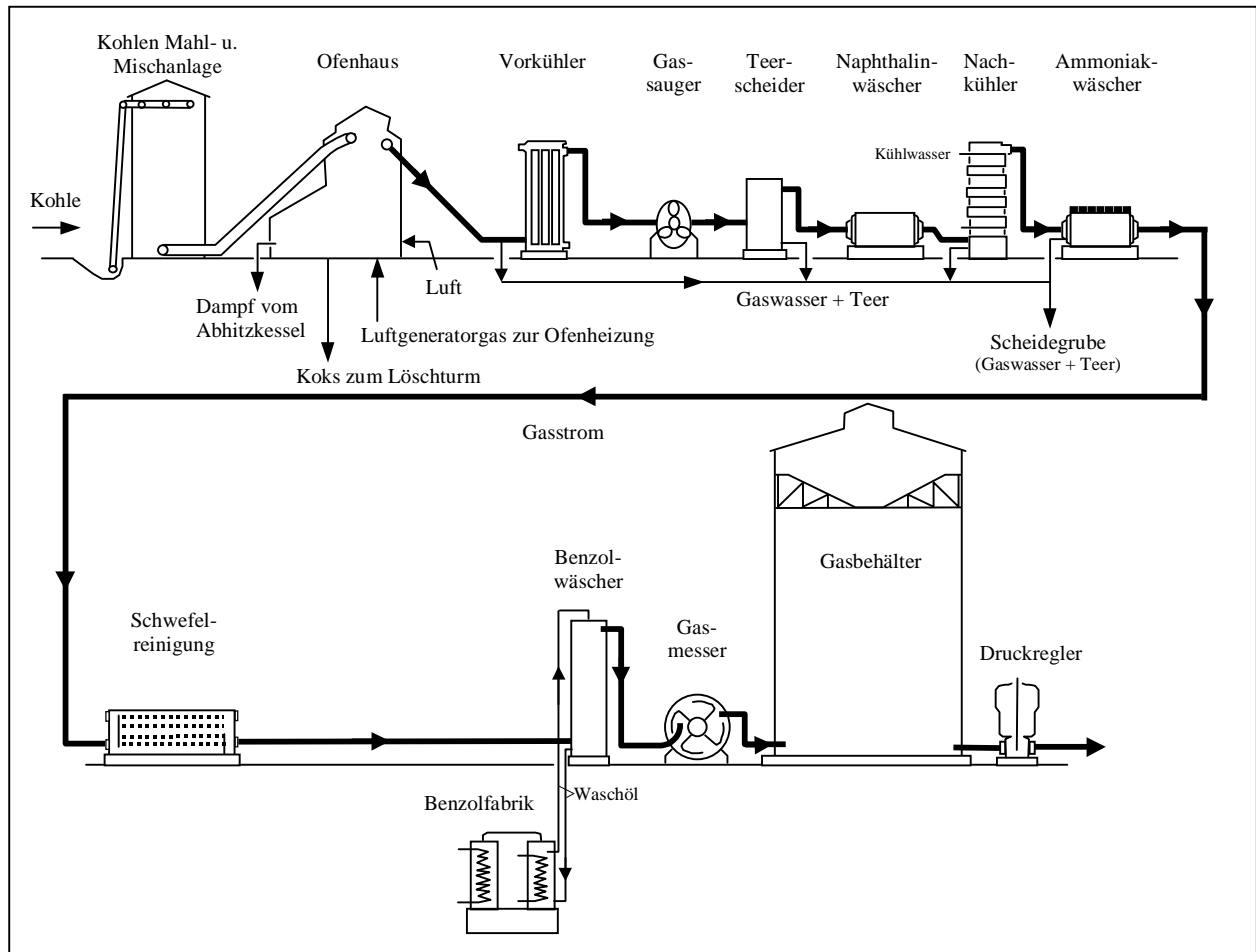 Kohlen Mahl- u.
Mischanlage
Ofenhaus
Vorkühler
Gas-
sauger
Teer-
scheider
Naphthalin-
wäscher
Nach-
kühler
Ammoniak-
wäscher
Kühlwasser
Kohle
Luft
Dampf vom
Abhitzkessel
Luftgeneratorgas zur Ofenheizung
Koks zum Löschturm
Gaswasser + Teer
Scheidegrube
(Gaswasser + Teer)
Gasstrom
Schwefel-
reinigung
Benzol-
wäscher
Gas-
messer
Gasbehälter
Druckregler
Waschöl
Benzolfabrik